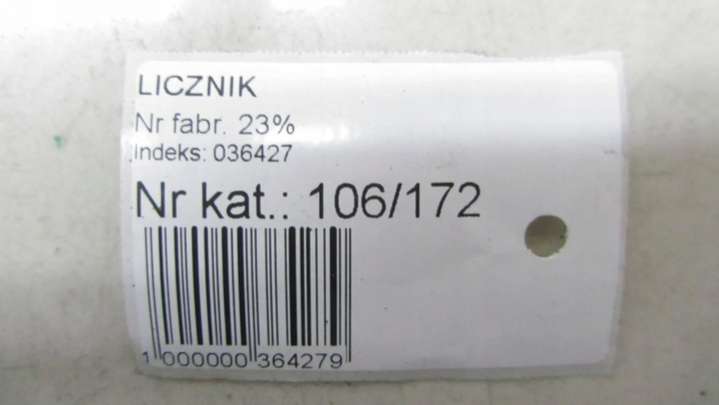 LICZNIK
Nr fabr. 23%
Indeks: 036427
Nr kat.: 106/172
1 000000 364279